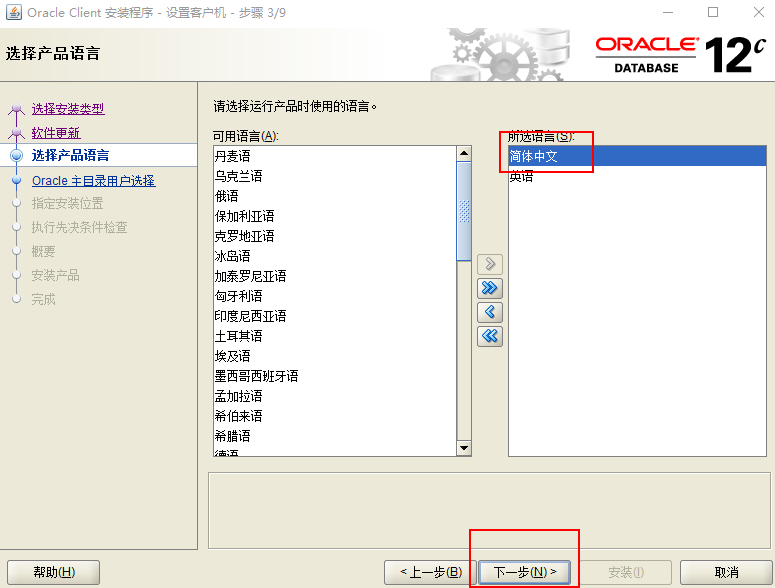 Oracle Client 安装程序 - 设置客户机 - 步骤 3/9
选择产品语言
ORACLE®
DATABASE
12c
选择安装类型
软件更新
选择产品语言
Oracle 主目录用户选择
指定安装位置
执行先决条件检查
概要
安装产品
完成
请选择运行产品时使用的语言。
可用语言(A):
丹麦语
乌克兰语
俄语
保加利亚语
克罗地亚语
冰岛语
加泰罗尼亚语
匈牙利语
印度尼西亚语
土耳其语
埃及语
墨西哥西班牙语
孟加拉语
希伯来语
希腊语
德语
所选语言(S):
简体中文
英语
帮助(H)
< 上一步(B)
下一步(N) >
安装(I)
取消